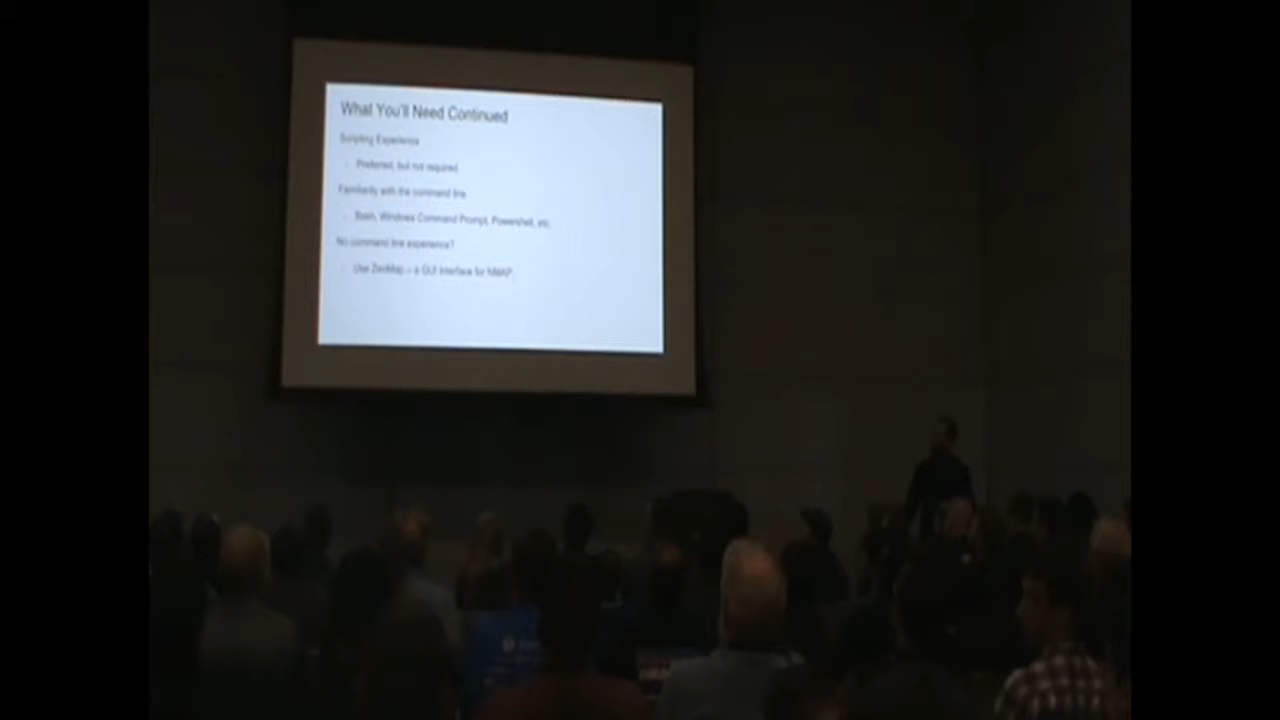 What You'll Need Continued
Scripting Experience
Preferred, but not required
Familiarity with the command line
Bash, Windows Command Prompt, Powershell, etc.
No command line experience?
Use ZenMap – a GUI interface for NMAP.